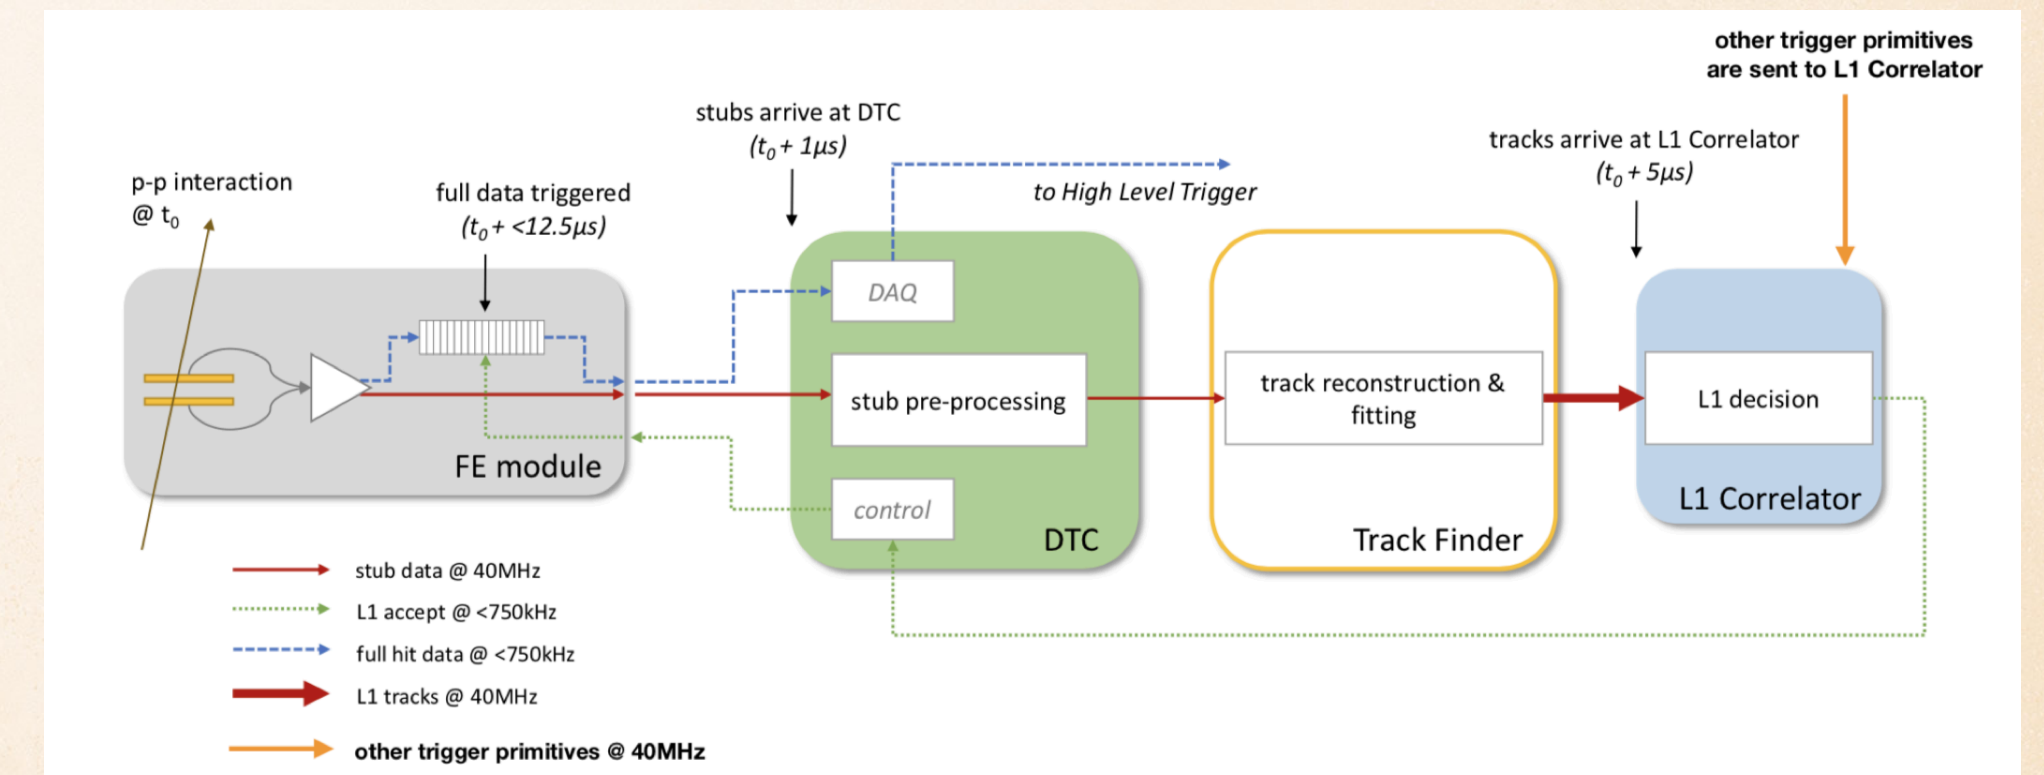 other trigger primitives
are sent to L1 Correlator
stubs arrive at DTC
(t₀ + 1μs)
tracks arrive at L1 Correlator
(t₀ + 5μs)
p-p interaction
@ t₀
full data triggered
(t₀ + <12.5μs)
to High Level Trigger
DAQ
stub pre-processing
track reconstruction &
fitting
L1 decision
FE module
control
L1 Correlator
DTC
Track Finder
stub data @ 40MHz
L1 accept @ <750kHz
full hit data @ <750kHz
L1 tracks @ 40MHz
other trigger primitives @ 40MHz